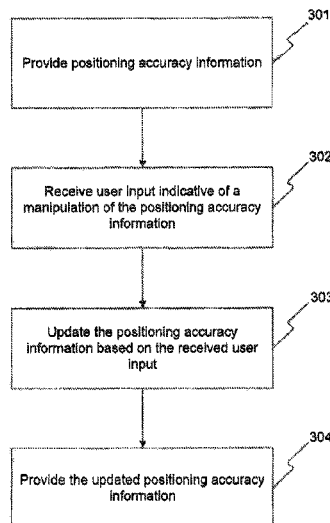 301
Provide positioning accuracy information
302
Receive user input indicative of a
manipulation of the positioning accuracy
information
303
Update the positioning accuracy
information based on the received user
input
304
Provide the updated positioning accuracy
information